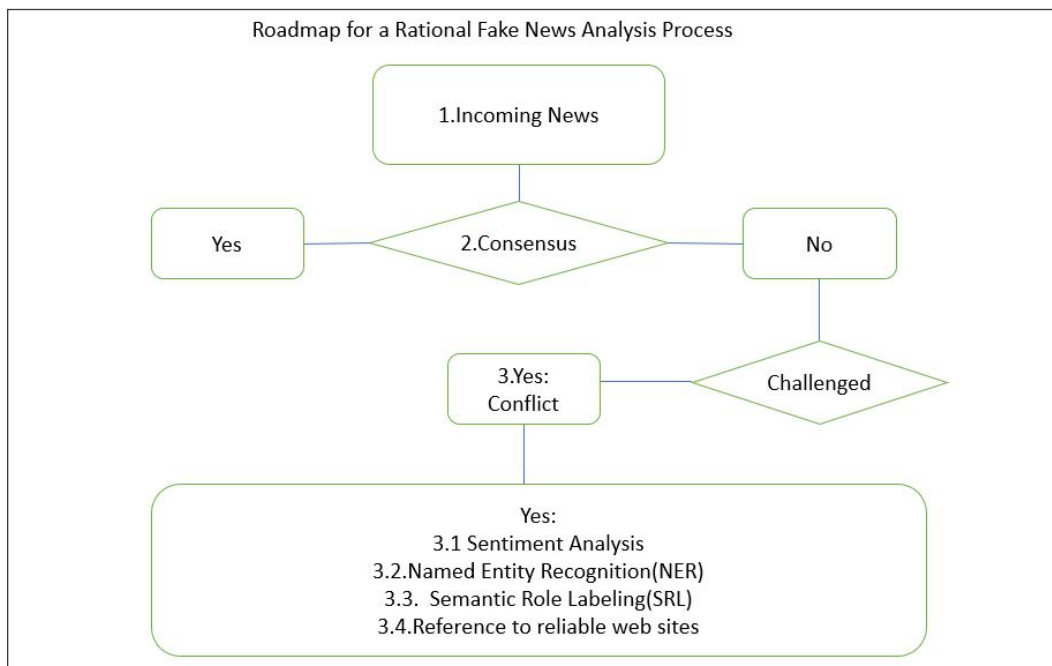 Roadmap for a Rational Fake News Analysis Process
1.Incoming News
Yes
2.Consensus
No
3.Yes:
Conflict
Challenged
Yes:
3.1 Sentiment Analysis
3.2.Named Entity Recognition(NER)
3.3. Semantic Role Labeling(SRL)
3.4.Reference to reliable web sites